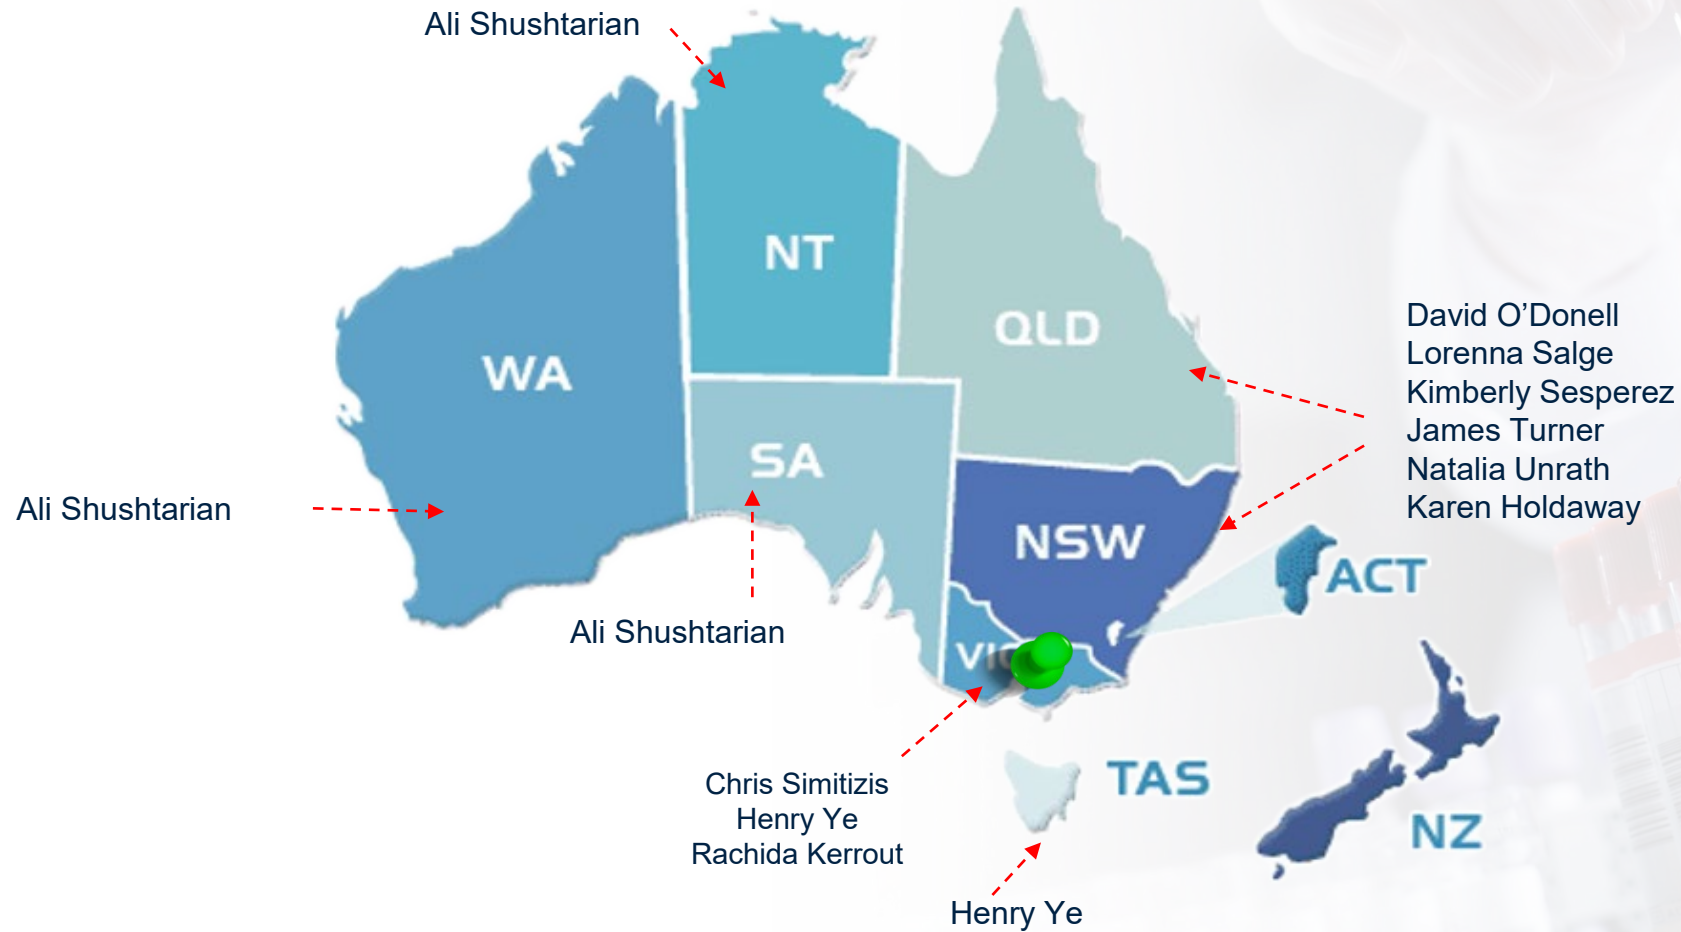 Ali Shushtarian
NT
QLD
WA
David O’Donell
Lorenna Salge
Kimberly Sesperez
James Turner
Natalia Unrath
Karen Holdaway
SA
Ali Shushtarian
NSW
ACT
Ali Shushtarian
VIC
TAS
Chris Simitizis
Henry Ye
Rachida Kerrout
NZ
Henry Ye